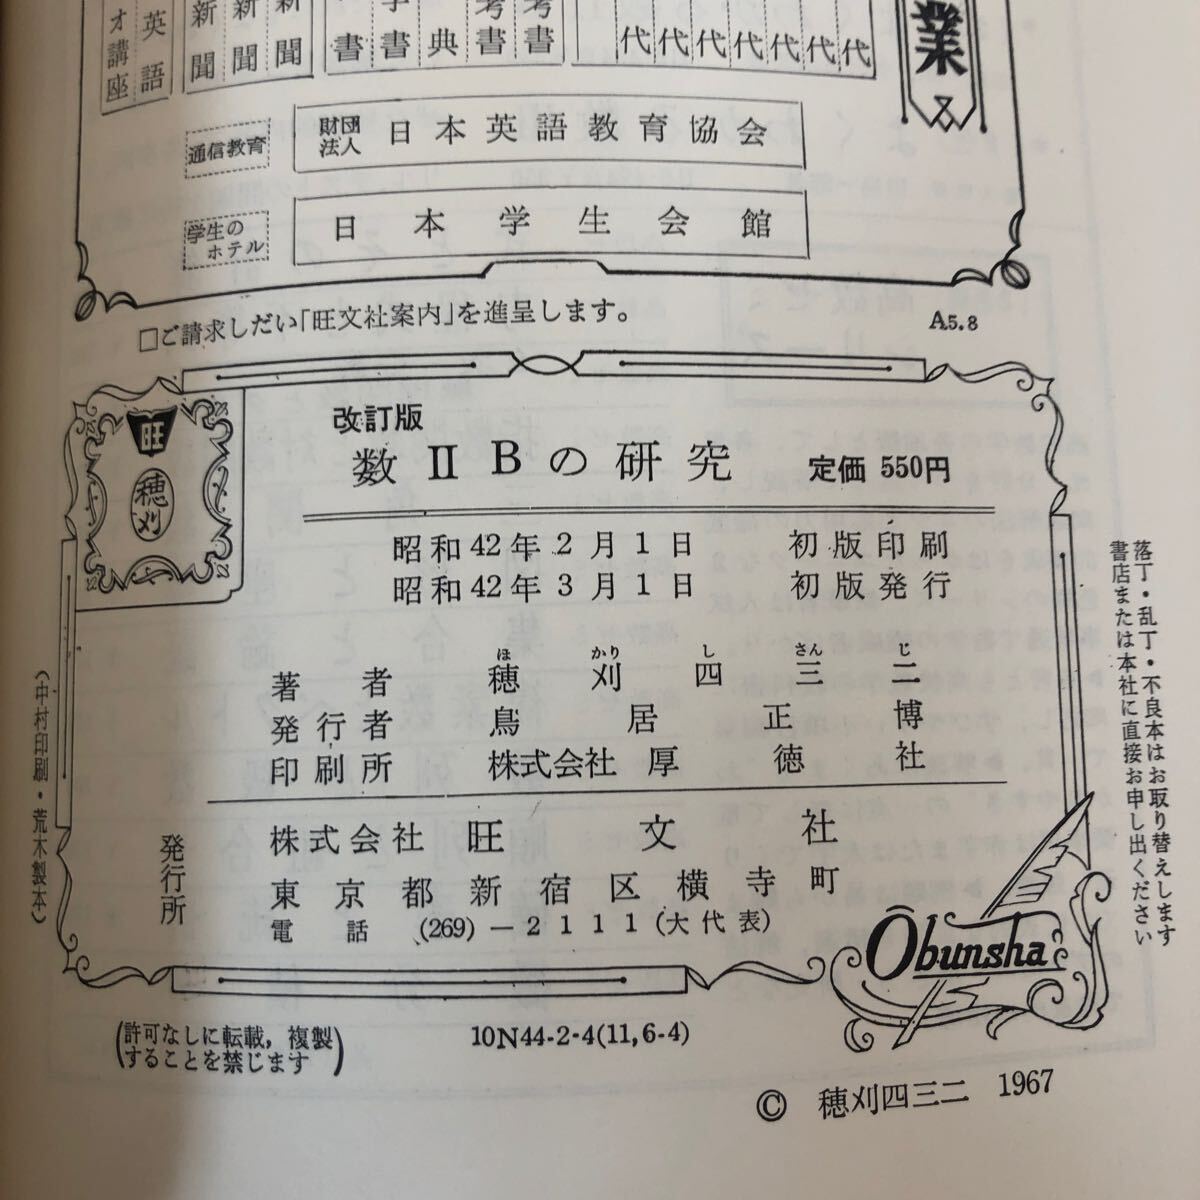 オ講座
英語
新聞
新聞
新聞
書
学書
典
考書
考書
代
代
代
代
代
代
代
業
通信教育
財団法人 日本英語教育協会
学生のホテル
日本学生会館
□ご請求しだい「旺文社案内」を進呈します。
A5.8
旺
穂刈
改訂版
数ⅡBの研究 定価 550円
昭和42年2月1日 初版印刷
昭和42年3月1日 初版発行
ほ かり し さん じ
著者 穂刈四三二
発行者 鳥居正博
印刷所 株式会社 厚徳社
発行所
株式会社 旺文社
東京都新宿区横寺町
電話 (269)―2111(大代表)
Obunsha
落丁・乱丁・不良本はお取り替えします
書店または本社に直接お申し出ください
(中村印刷・荒木製本)
(許可なしに転載，複製
することを禁じます)
10N44-2-4(11,6-4)
© 穂刈四三二 1967